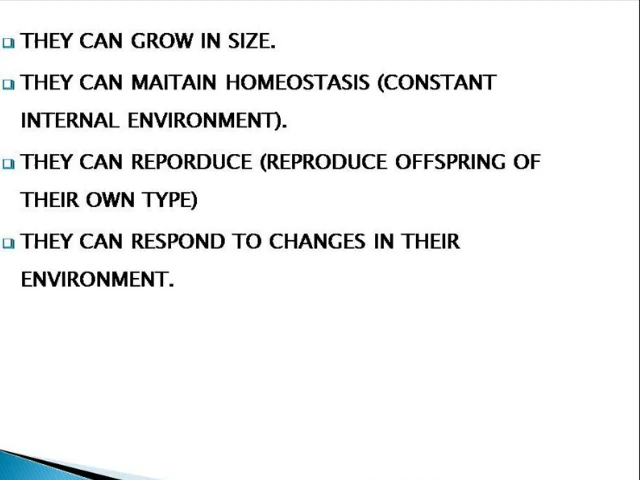 THEY CAN GROW IN SIZE.
THEY CAN MAITAIN HOMEOSTASIS (CONSTANT
INTERNAL ENVIRONMENT).
THEY CAN REPORDUCE (REPRODUCE OFFSPRING OF
THEIR OWN TYPE)
THEY CAN RESPOND TO CHANGES IN THEIR
ENVIRONMENT.